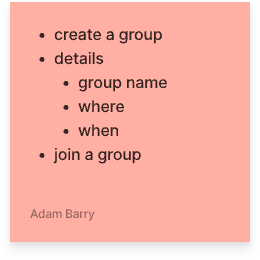 • create a group
• details
• group name
• where
• when
• join a group
Adam Barry